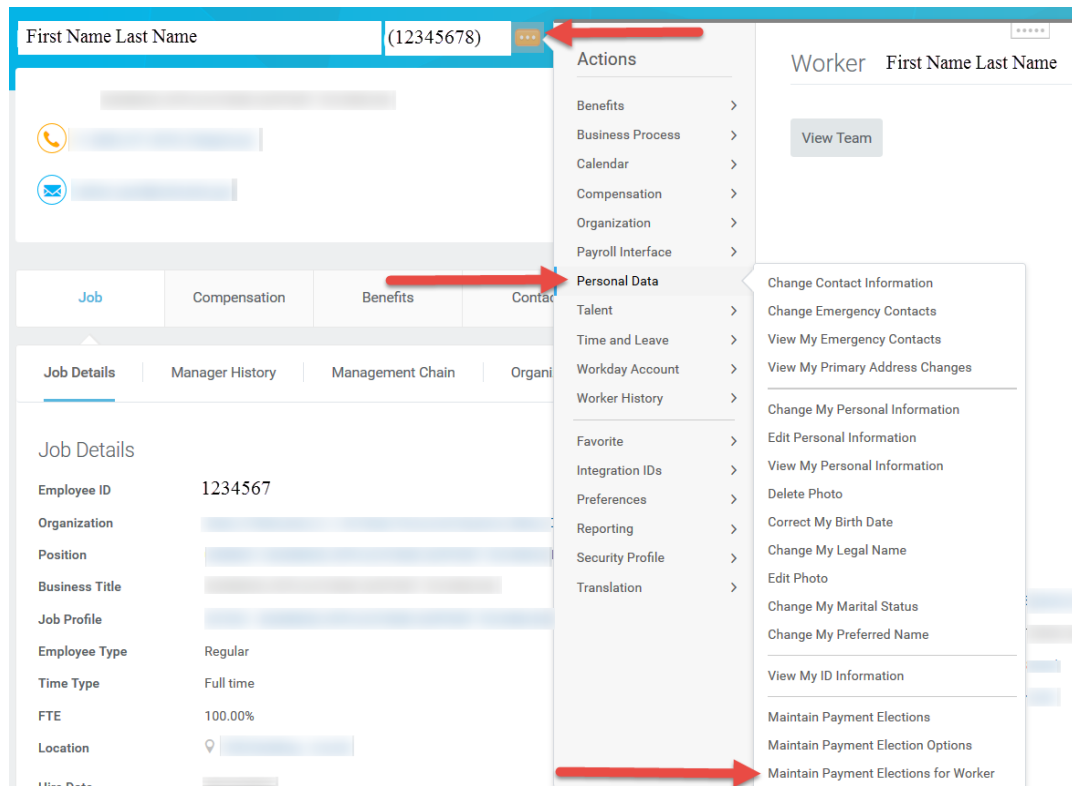 First Name Last Name (12345678)
Actions
Benefits
Business Process
Calendar
Compensation
Organization
Payroll Interface
Personal Data
Talent
Time and Leave
Workday Account
Worker History
Favorite
Integration IDs
Preferences
Reporting
Security Profile
Translation
Worker First Name Last Name
View Team
Change Contact Information
Change Emergency Contacts
View My Emergency Contacts
View My Primary Address Changes
Change My Personal Information
Edit Personal Information
View My Personal Information
Delete Photo
Correct My Birth Date
Change My Legal Name
Edit Photo
Change My Marital Status
Change My Preferred Name
View My ID Information
Maintain Payment Elections
Maintain Payment Election Options
Maintain Payment Elections for Worker
Job Compensation Benefits Contac
Job Details Manager History Management Chain Organi
Job Details
Employee ID 1234567
Organization
Position
Business Title
Job Profile
Employee Type Regular
Time Type Full time
FTE 100.00%
Location